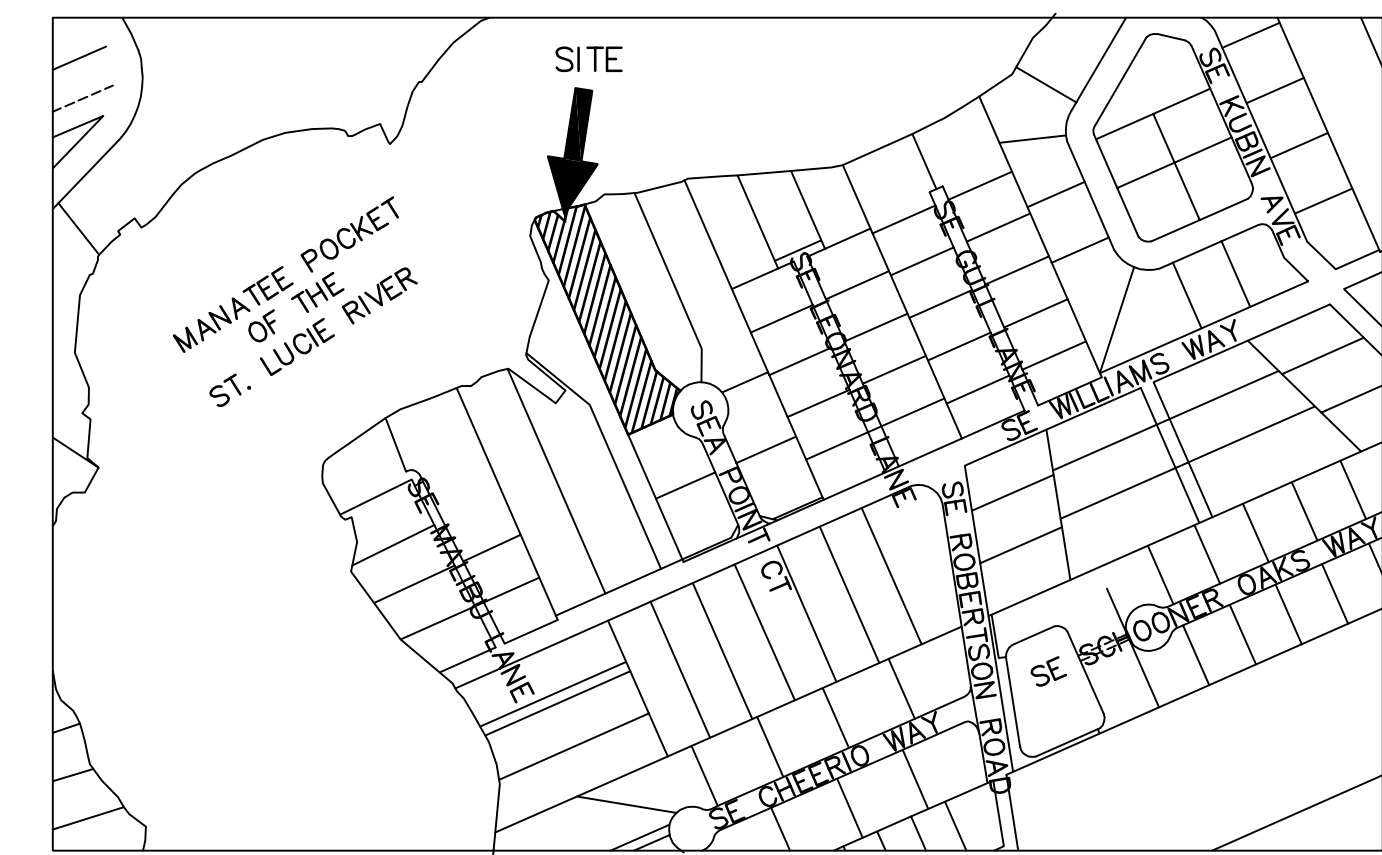 SITE
SE KUBIN AVE
MANATEE POCKET
OF THE
ST. LUCIE RIVER
SE GULL LANE
SE LEONARD LANE
SE WILLIAMS WAY
SEA POINT CT
SE MALIBU LANE
SE ROBERTSON ROAD
SE SCHOONER OAKS WAY
SE CHEERIO WAY